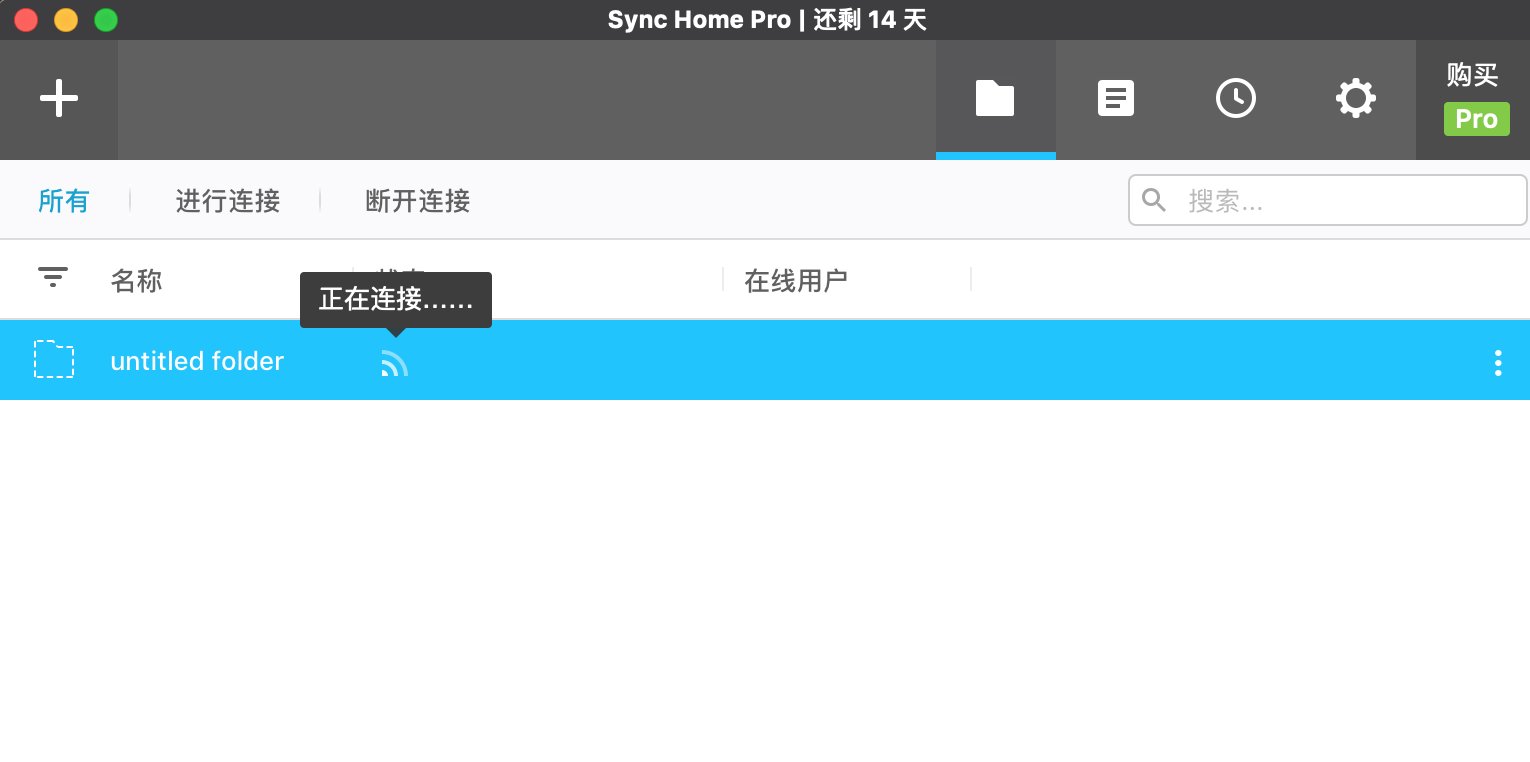 Sync Home Pro | 还剩 14 天
购买
Pro
所有
进行连接
断开连接
搜索...
名称
在线用户
正在连接......
untitled folder